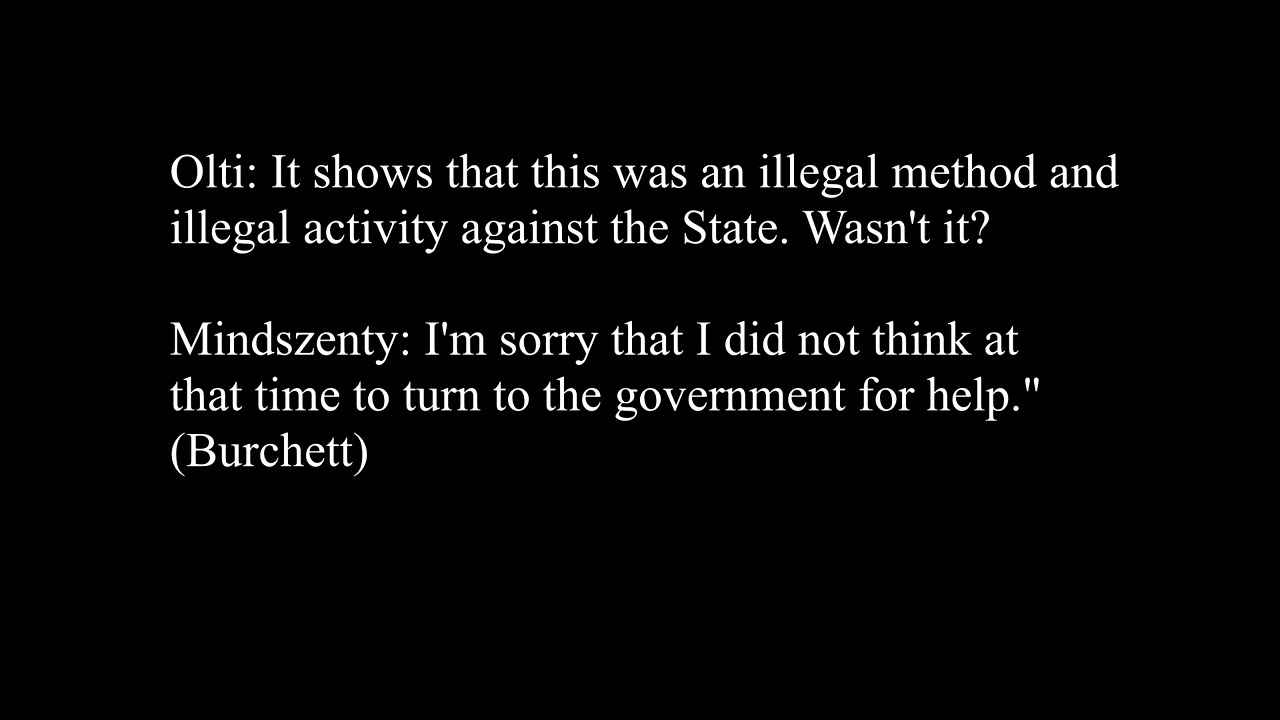 Olti: It shows that this was an illegal method and
illegal activity against the State. Wasn't it?
Mindszenty: I'm sorry that I did not think at
that time to turn to the government for help."
(Burchett)